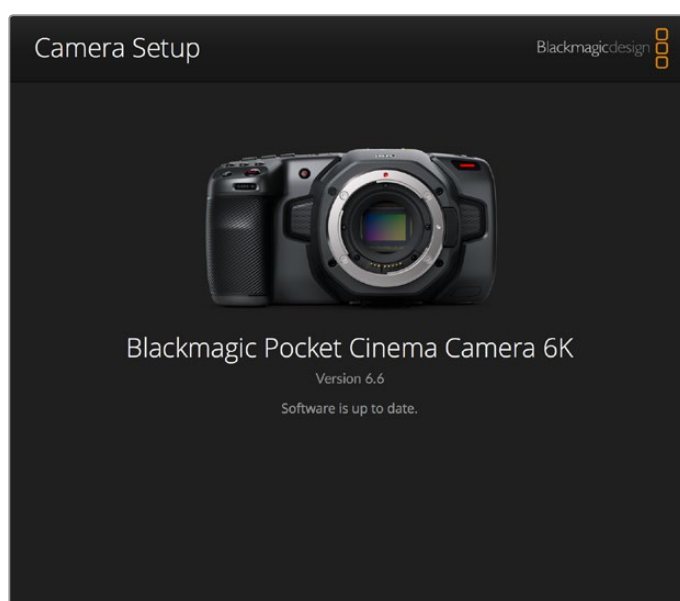 Camera Setup
Blackmagicdesign
Blackmagic Pocket Cinema Camera 6K
Version 6.6
Software is up to date.